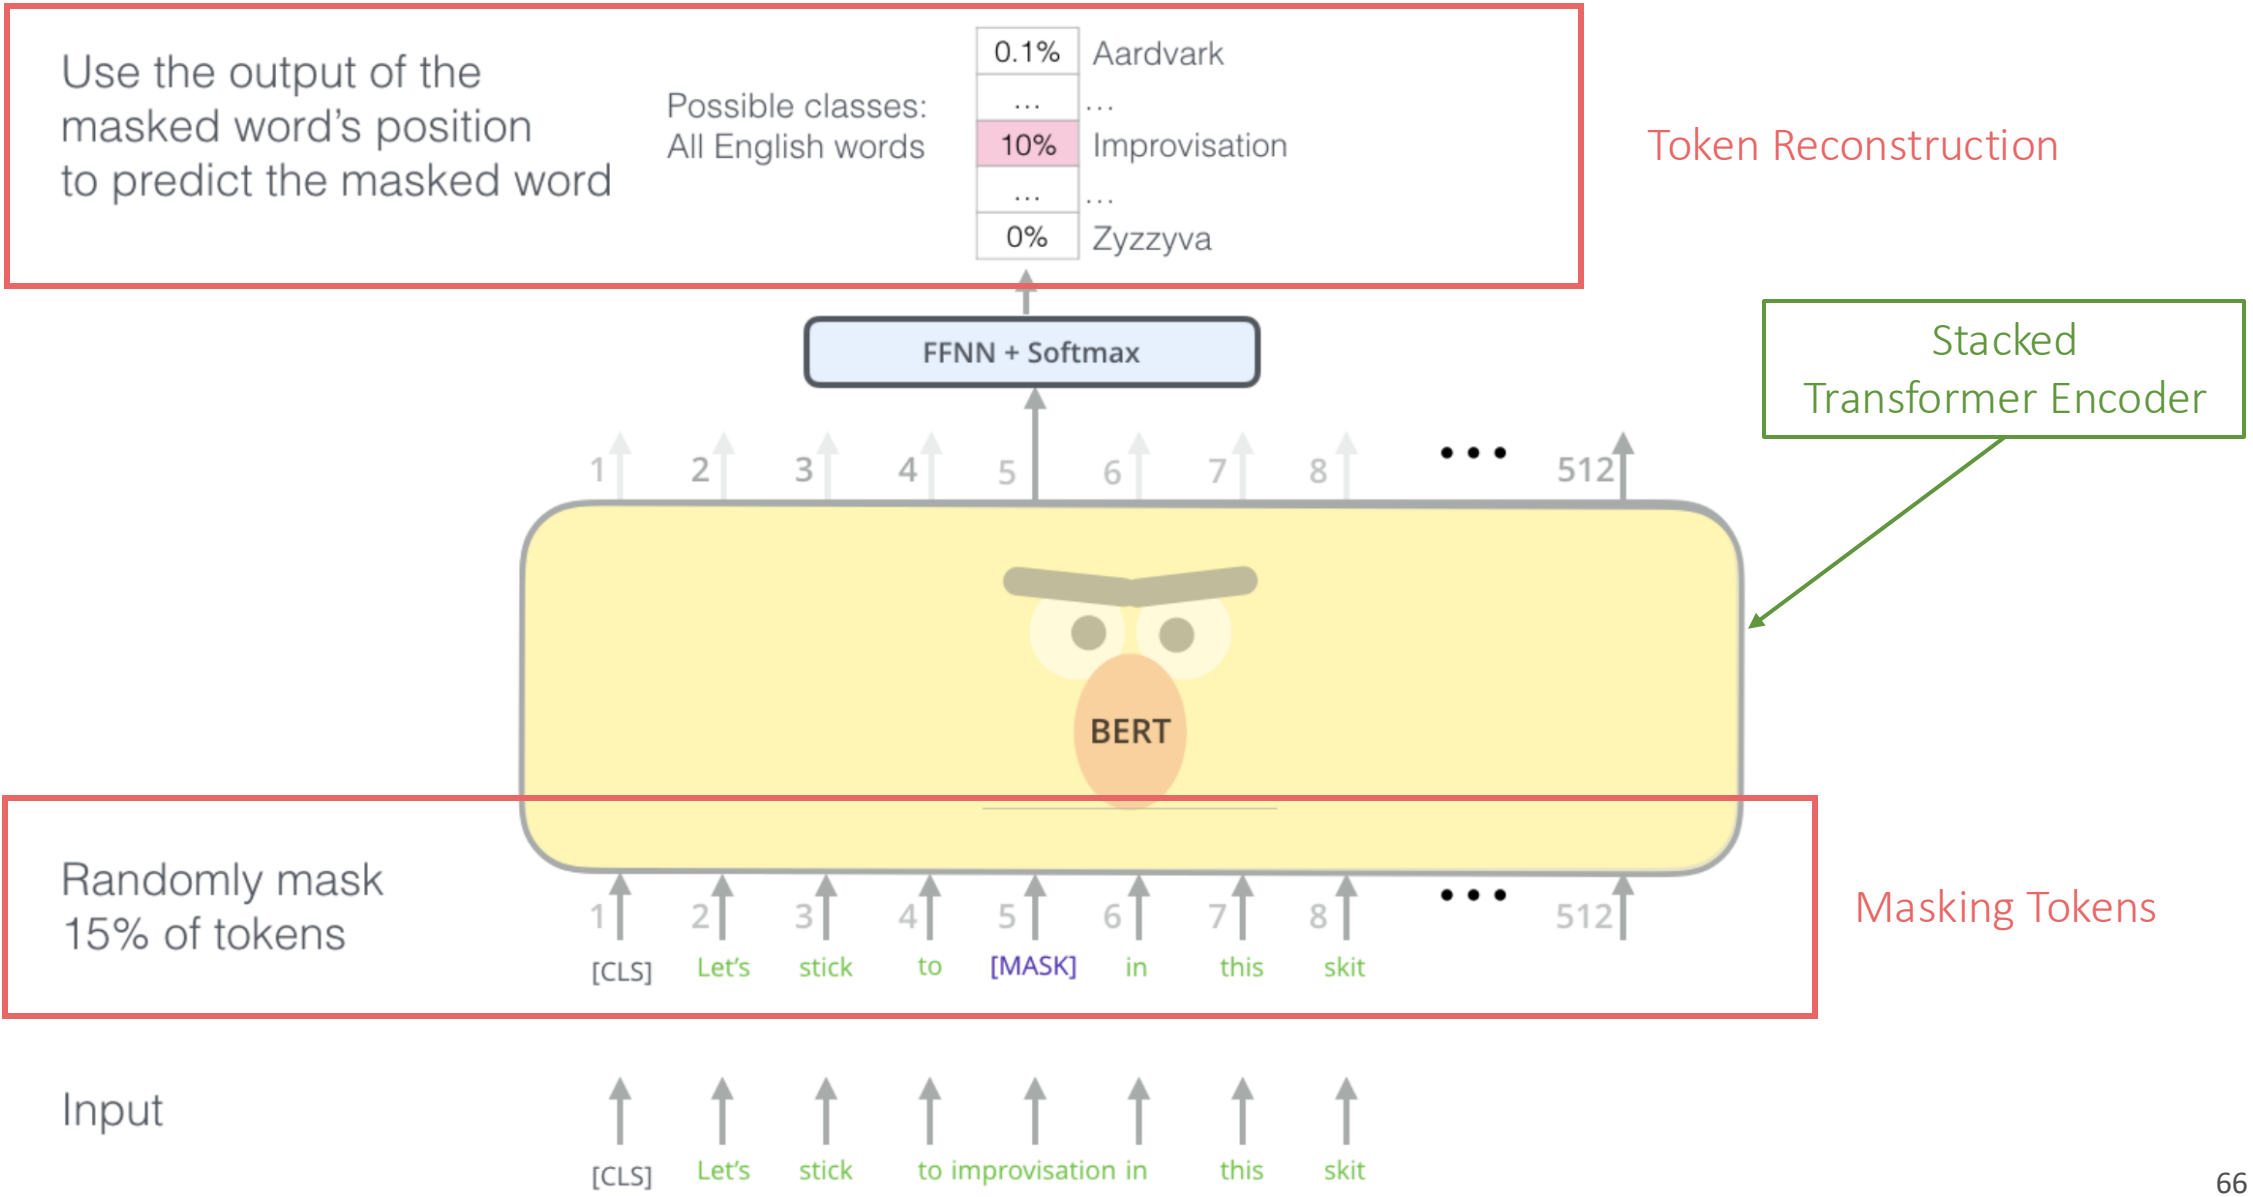 Use the output of the
masked word's position
to predict the masked word
Possible classes:
All English words
0.1% Aardvark
... ...
10% Improvisation
... ...
0% Zyzzyva
Token Reconstruction
FFNN + Softmax
Stacked
Transformer Encoder
1 2 3 4 5 6 7 8 ... 512
BERT
Randomly mask
15% of tokens
1 2 3 4 5 6 7 8 ... 512
[CLS] Let's stick to [MASK] in this skit
Masking Tokens
Input
[CLS] Let's stick to improvisation in this skit
66